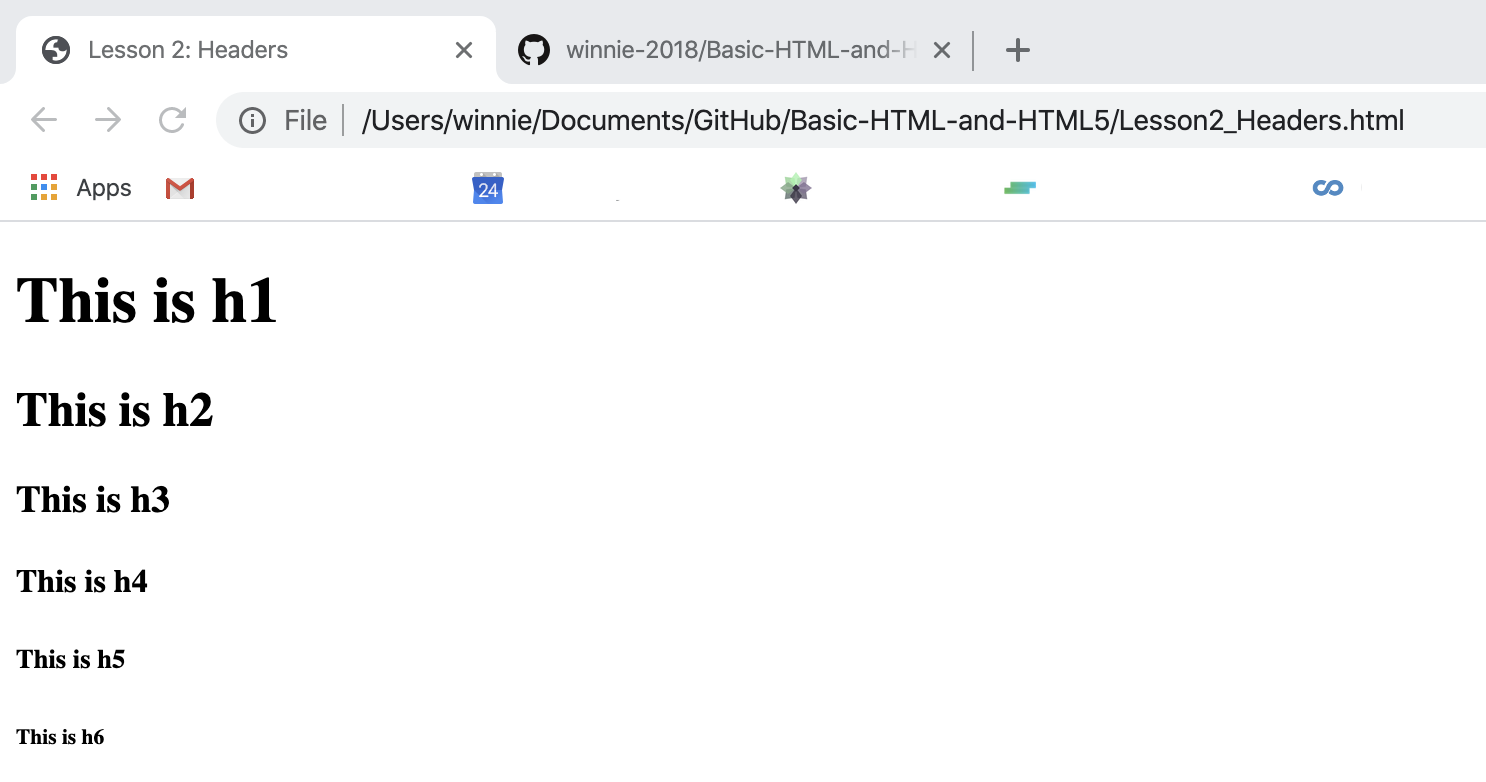 Lesson 2: Headers
winnie-2018/Basic-HTML-and-H
File
/Users/winnie/Documents/GitHub/Basic-HTML-and-HTML5/Lesson2_Headers.html
Apps
24
This is h1
This is h2
This is h3
This is h4
This is h5
This is h6